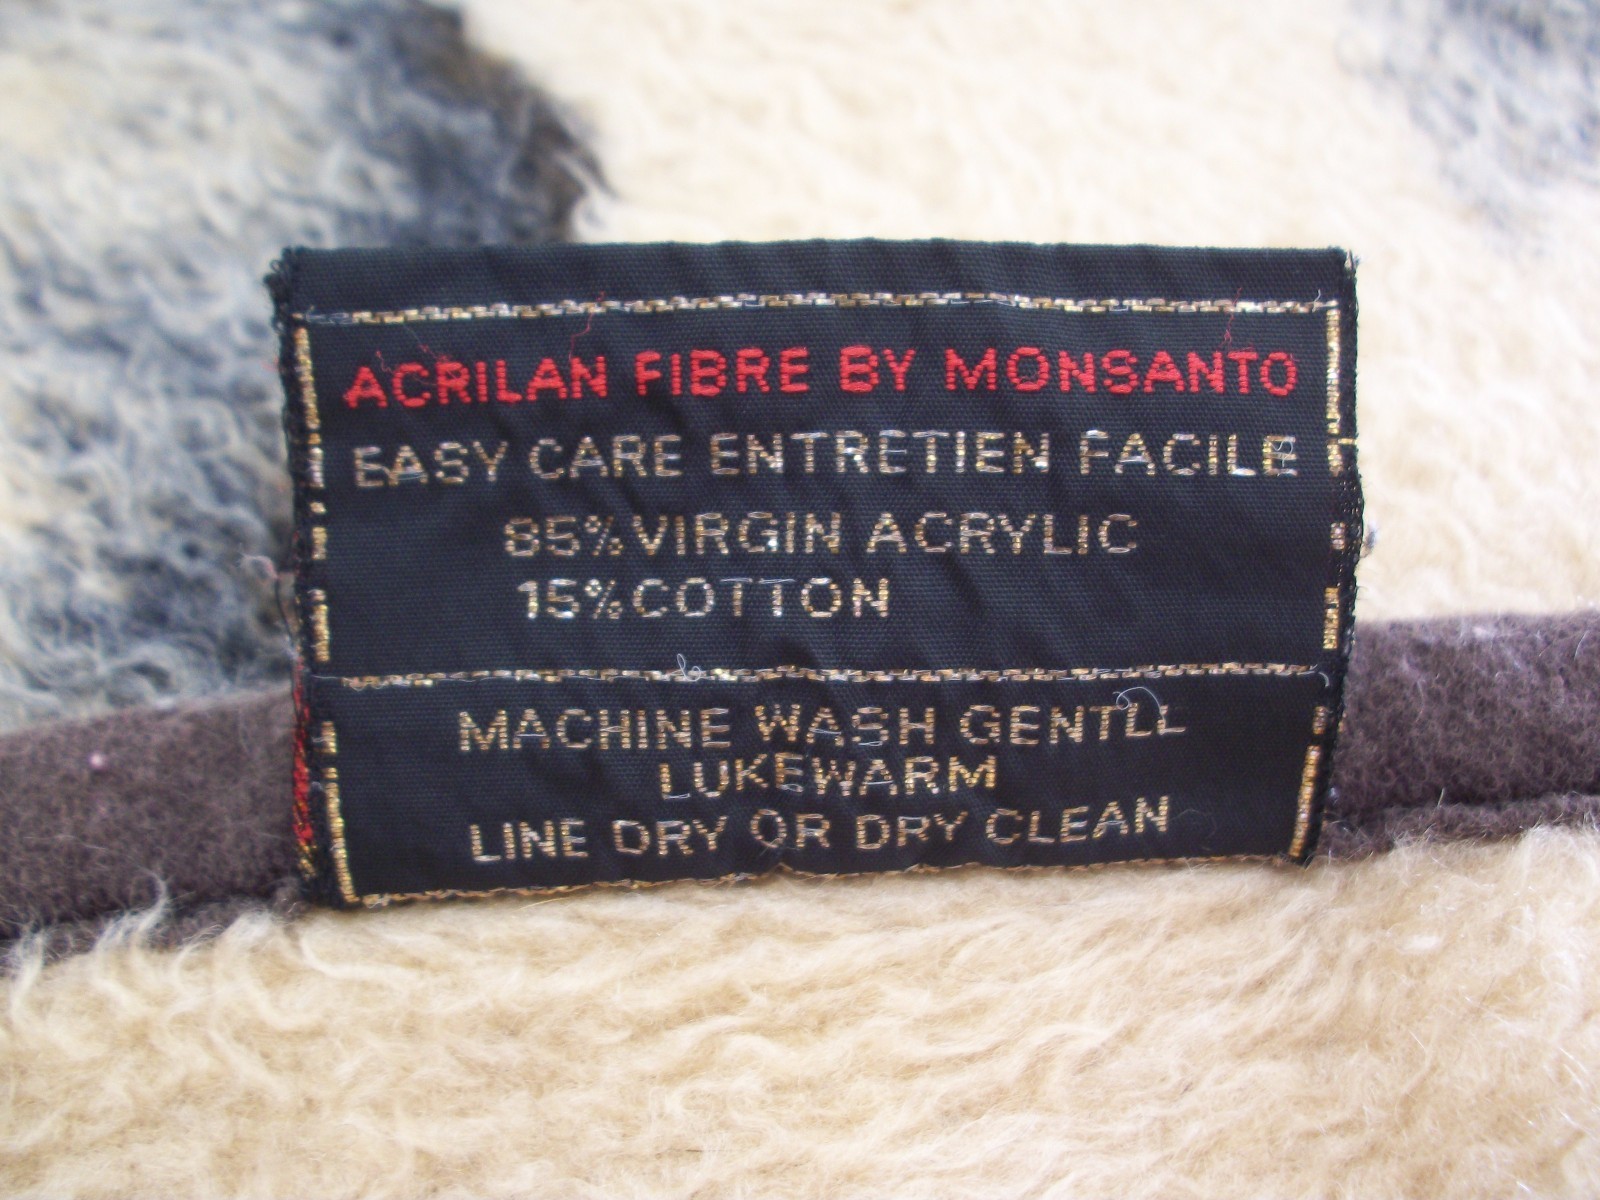 ACRILAN FIBRE BY MONSANTO
EASY CARE ENTRETIEN FACILE
85% VIRGIN ACRYLIC
15% COTTON
MACHINE WASH GENTLL
LUKEWARM
LINE DRY OR DRY CLEAN